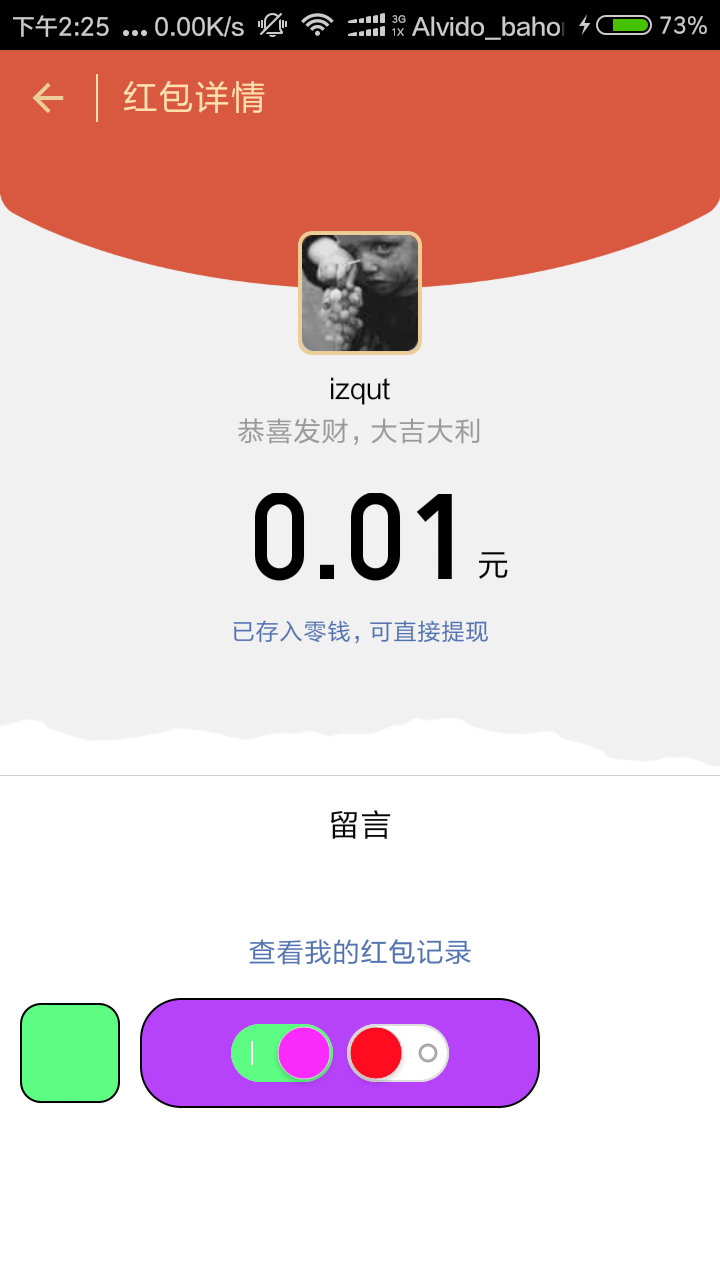 下午2:25 ... 0.00K/s 3G 1X Alvido_baho 73%
红包详情
izqut
恭喜发财，大吉大利
0.01 元
已存入零钱，可直接提现
留言
查看我的红包记录